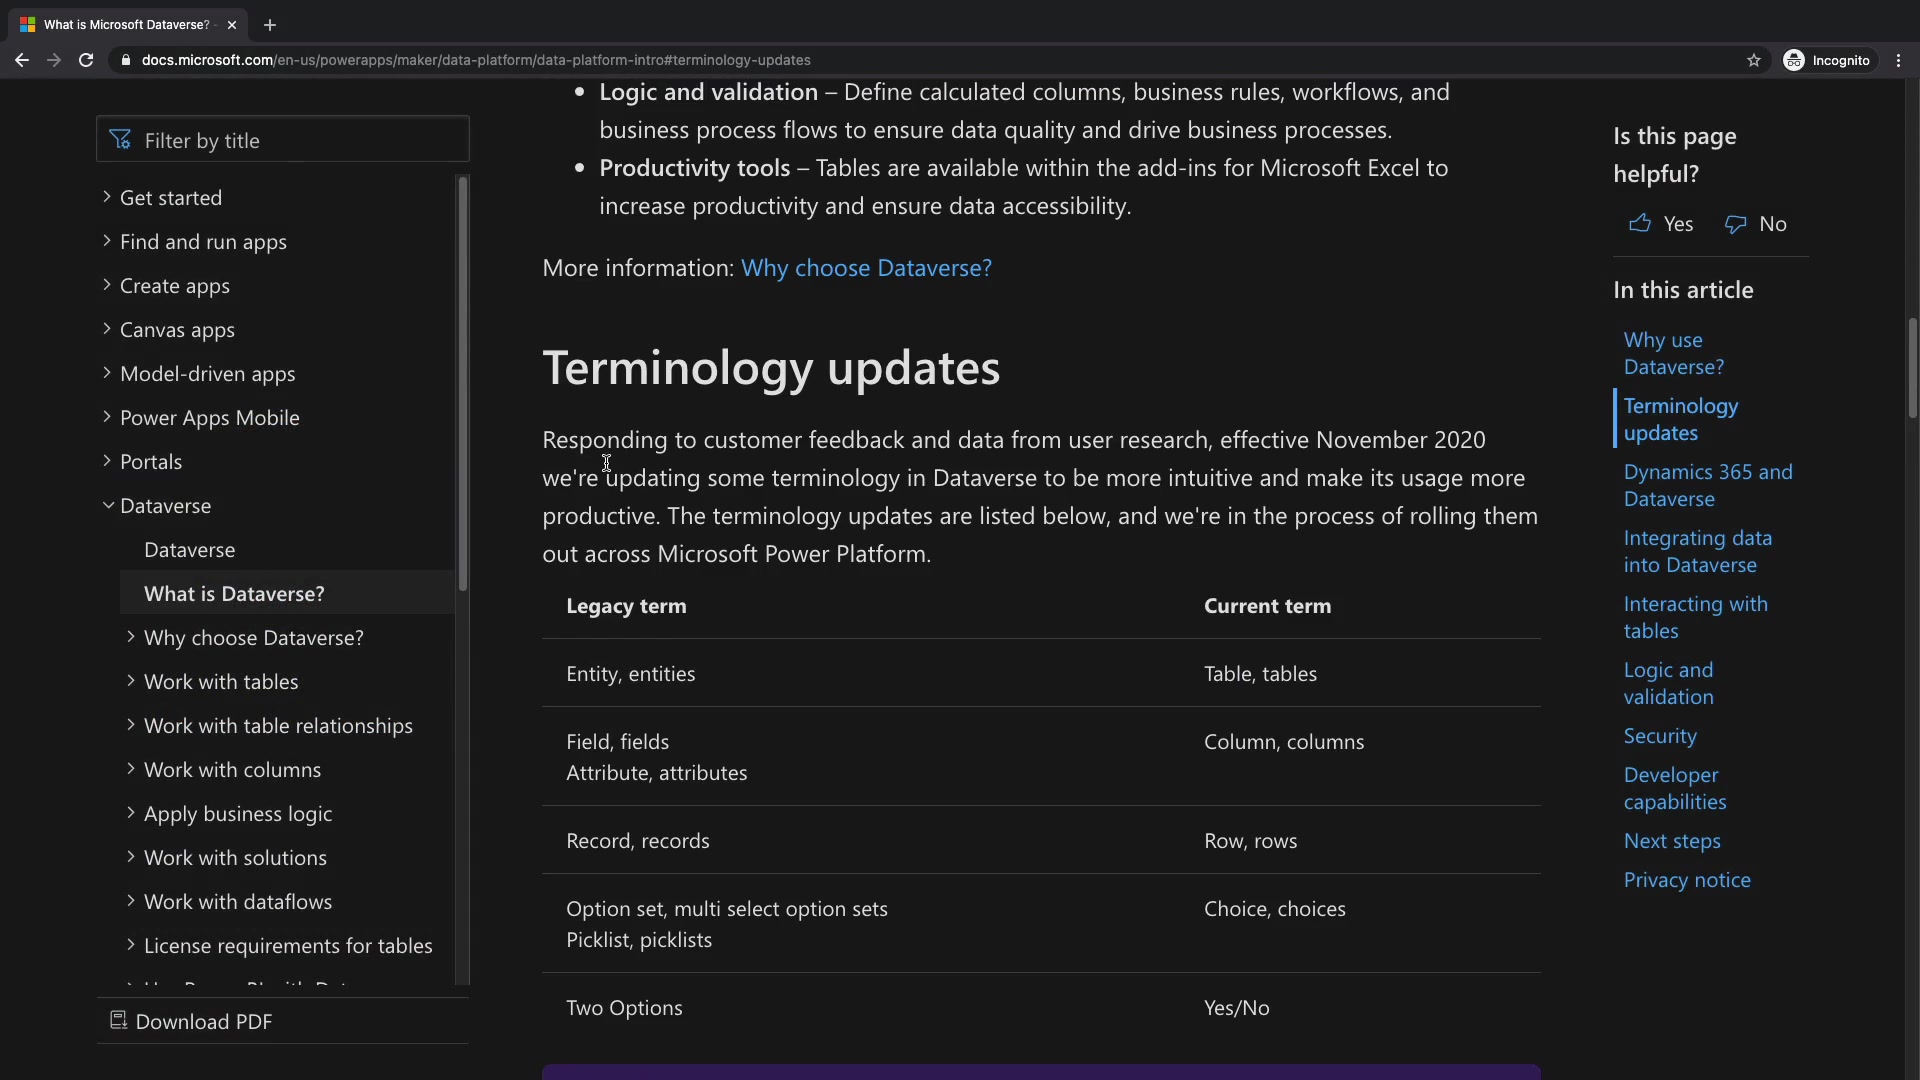 What is Microsoft Dataverse? -
docs.microsoft.com/en-us/powerapps/maker/data-platform/data-platform-intro#terminology-updates
Incognito
Filter by title
Get started
Find and run apps
Create apps
Canvas apps
Model-driven apps
Power Apps Mobile
Portals
Dataverse
Dataverse
What is Dataverse?
Why choose Dataverse?
Work with tables
Work with table relationships
Work with columns
Apply business logic
Work with solutions
Work with dataflows
License requirements for tables
Download PDF
• Logic and validation – Define calculated columns, business rules, workflows, and
business process flows to ensure data quality and drive business processes.
• Productivity tools – Tables are available within the add-ins for Microsoft Excel to
increase productivity and ensure data accessibility.
More information: Why choose Dataverse?
Terminology updates
Responding to customer feedback and data from user research, effective November 2020
we're updating some terminology in Dataverse to be more intuitive and make its usage more
productive. The terminology updates are listed below, and we're in the process of rolling them
out across Microsoft Power Platform.
Legacy term Current term
Entity, entities Table, tables
Field, fields Column, columns
Attribute, attributes
Record, records Row, rows
Option set, multi select option sets Choice, choices
Picklist, picklists
Two Options Yes/No
Is this page
helpful?
Yes No
In this article
Why use
Dataverse?
Terminology
updates
Dynamics 365 and
Dataverse
Integrating data
into Dataverse
Interacting with
tables
Logic and
validation
Security
Developer
capabilities
Next steps
Privacy notice